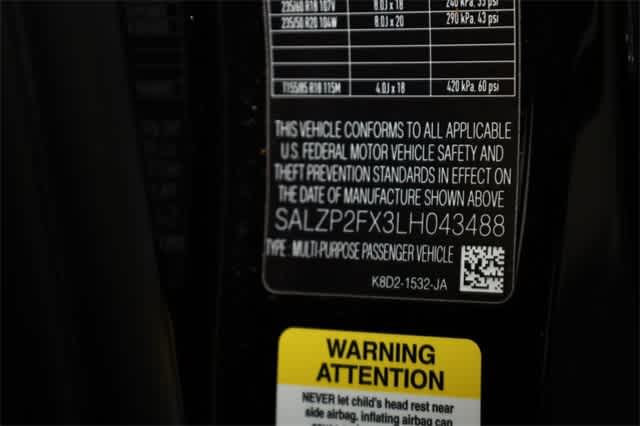 235/60 R18 107V 8.0J x 18 240 kPa, 35 psi
235/50 R20 104W 8.0J x 20 290 kPa, 43 psi
T155/85 R18 115M 4.0J x 18 420 kPa, 60 psi
THIS VEHICLE CONFORMS TO ALL APPLICABLE
U.S. FEDERAL MOTOR VEHICLE SAFETY AND
THEFT PREVENTION STANDARDS IN EFFECT ON
THE DATE OF MANUFACTURE SHOWN ABOVE
SALZP2FX3LH043488
TYPE : MULTI-PURPOSE PASSENGER VEHICLE
K8D2-1532-JA
WARNING
ATTENTION
NEVER let child's head rest near
side airbag. inflating airbag can